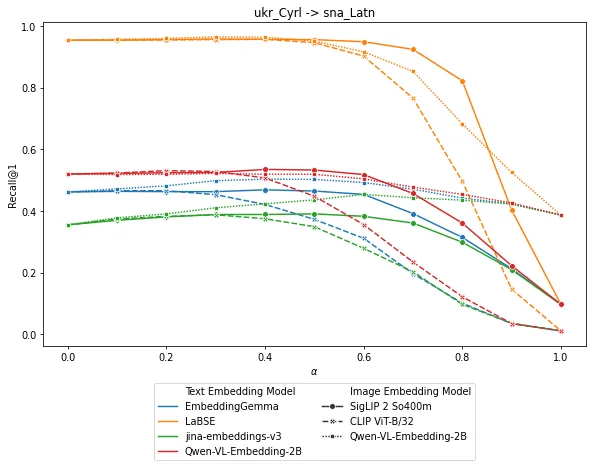 ukr_Cyrl -> sna_Latn
Recall@1
1.0
0.8
0.6
0.4
0.2
0.0
0.0 0.2 0.4 0.6 0.8 1.0
α
Text Embedding Model Image Embedding Model
EmbeddingGemma SigLIP 2 So400m
LaBSE CLIP ViT-B/32
jina-embeddings-v3 Qwen-VL-Embedding-2B
Qwen-VL-Embedding-2B